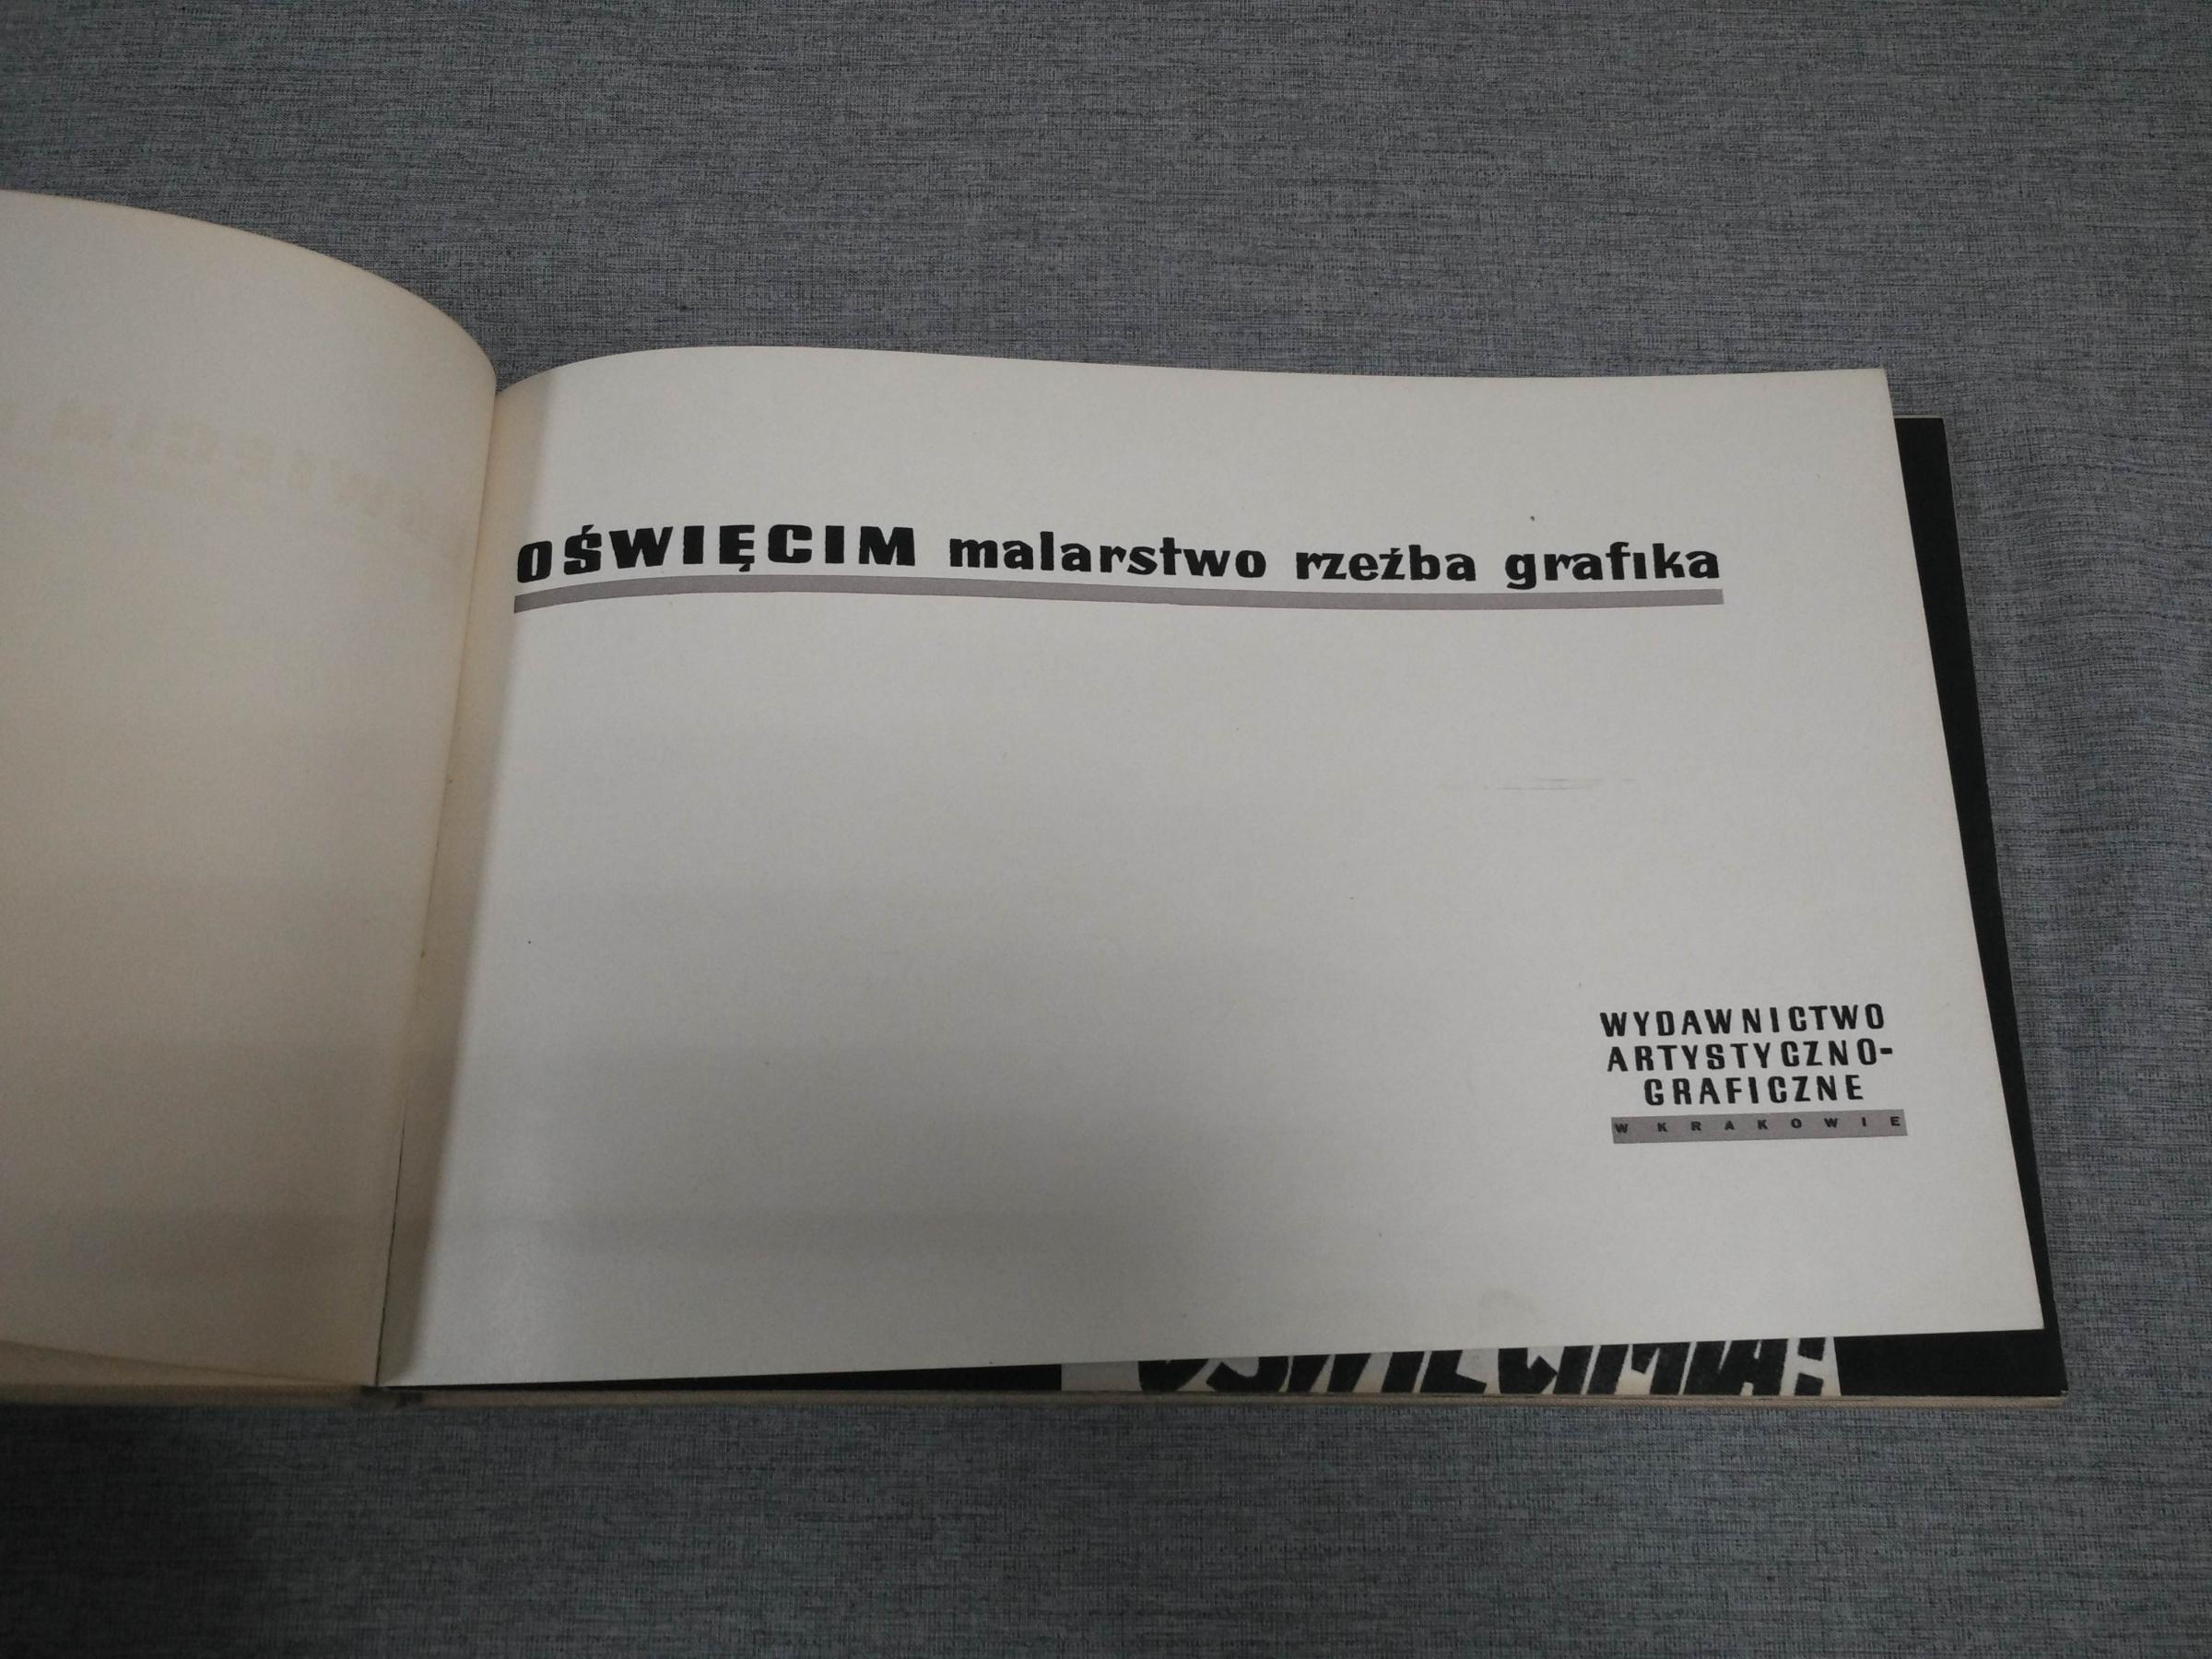 OŚWIĘCIM malarstwo rzeźba grafika
WYDAWNICTWO
ARTYSTYCZNO-
GRAFICZNE
W KRAKOWIE